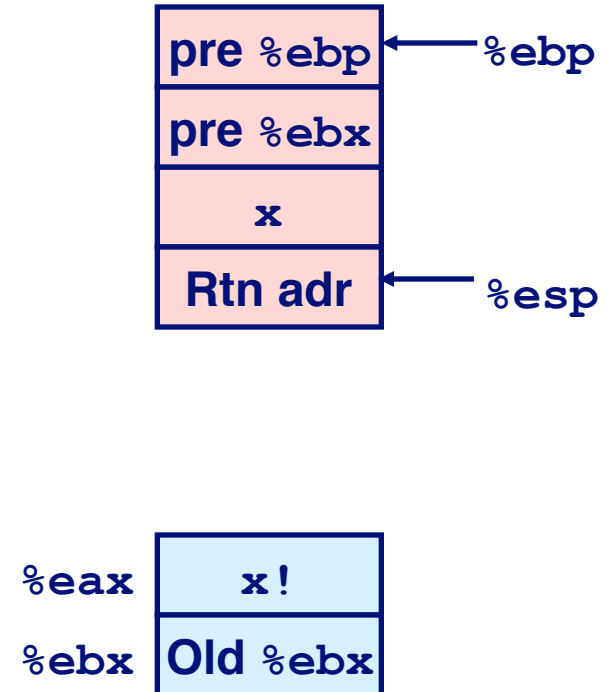 pre %ebp %ebp
pre %ebx
x
Rtn adr %esp
%eax x!
%ebx Old %ebx